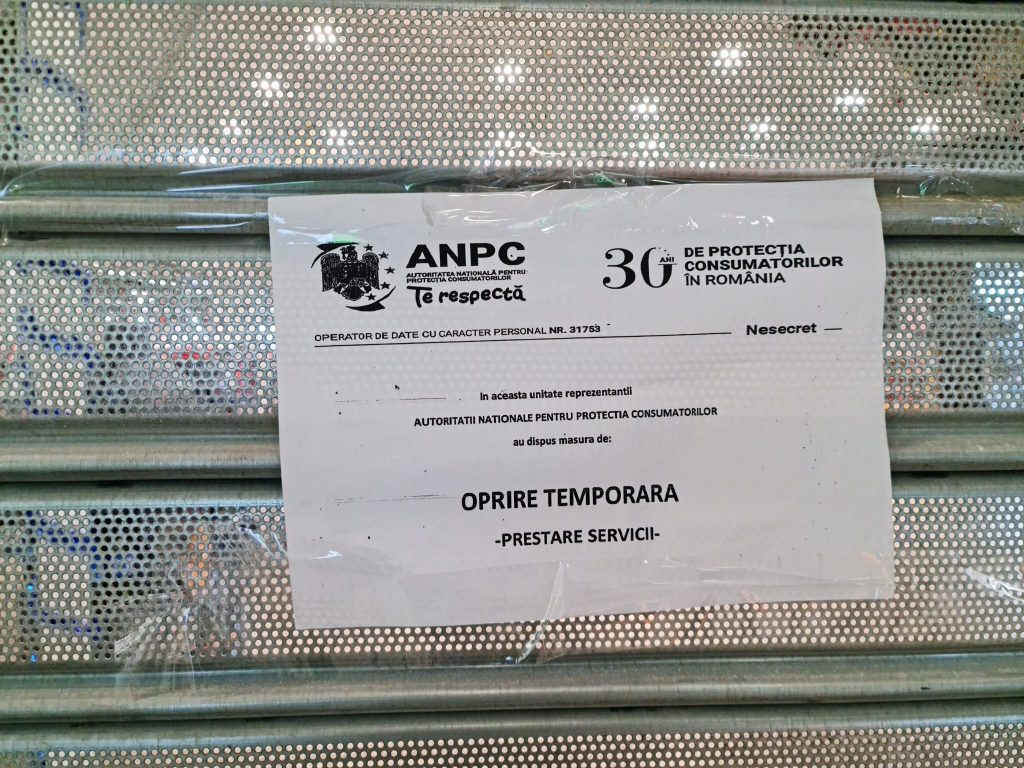 ANPC
AUTORITATEA NAȚIONALĂ PENTRU
PROTECȚIA CONSUMATORILOR
Te respectă
30 ANI
DE PROTECȚIA
CONSUMATORILOR
ÎN ROMÂNIA
OPERATOR DE DATE CU CARACTER PERSONAL NR. 31753
Nesecret
In aceasta unitate reprezentantii
AUTORITATII NATIONALE PENTRU PROTECTIA CONSUMATORILOR
au dispus masura de:
OPRIRE TEMPORARA
-PRESTARE SERVICII-